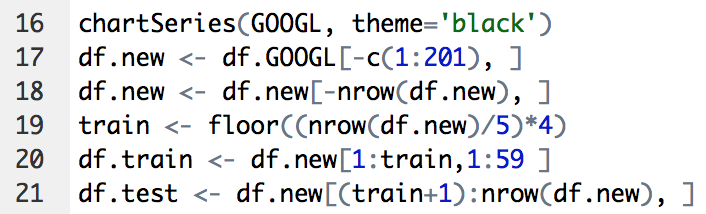 16 chartSeries(GOOGL, theme='black')
17 df.new <- df.GOOGL[-c(1:201), ]
18 df.new <- df.new[-nrow(df.new), ]
19 train <- floor((nrow(df.new)/5)*4)
20 df.train <- df.new[1:train,1:59 ]
21 df.test <- df.new[(train+1):nrow(df.new), ]